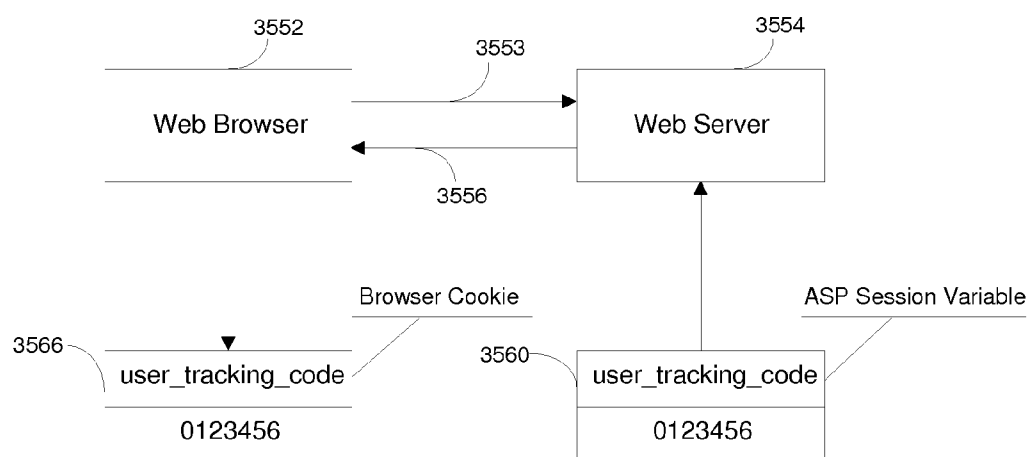 3552
3553
3554
Web Browser
Web Server
3556
Browser Cookie
ASP Session Variable
3566
3560
user_tracking_code
user_tracking_code
0123456
0123456